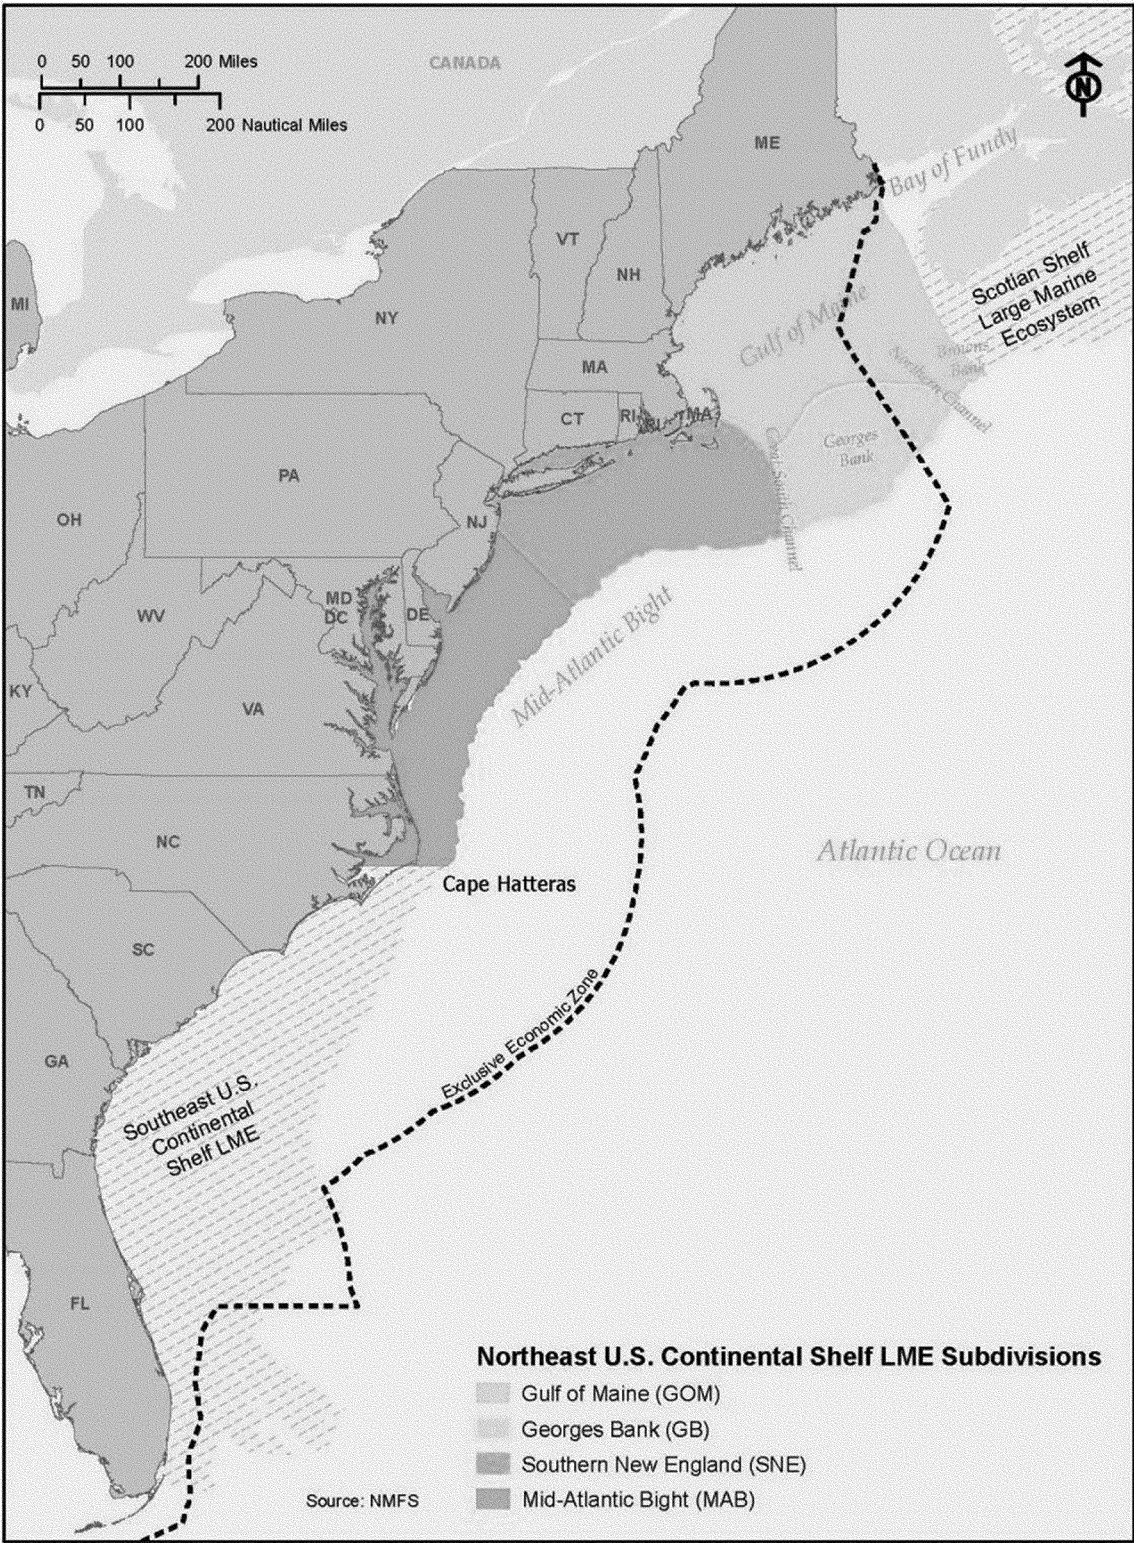 0 50 100 200 Miles
0 50 100 200 Nautical Miles
CANADA
N
ME
Bay of Fundy
VT
NH
MI
NY
Scotian Shelf
Large Marine
Ecosystem
Gulf of Maine
Browns
Bank
Northern Channel
MA
CT
RI
RI
MA
Georges
Bank
Great South Channel
PA
OH
NJ
MD
DC
DE
WV
Mid-Atlantic Bight
KY
VA
TN
NC
Atlantic Ocean
Cape Hatteras
SC
Exclusive Economic Zone
GA
Southeast U.S.
Continental
Shelf LME
FL
Northeast U.S. Continental Shelf LME Subdivisions
Gulf of Maine (GOM)
Georges Bank (GB)
Southern New England (SNE)
Mid-Atlantic Bight (MAB)
Source: NMFS